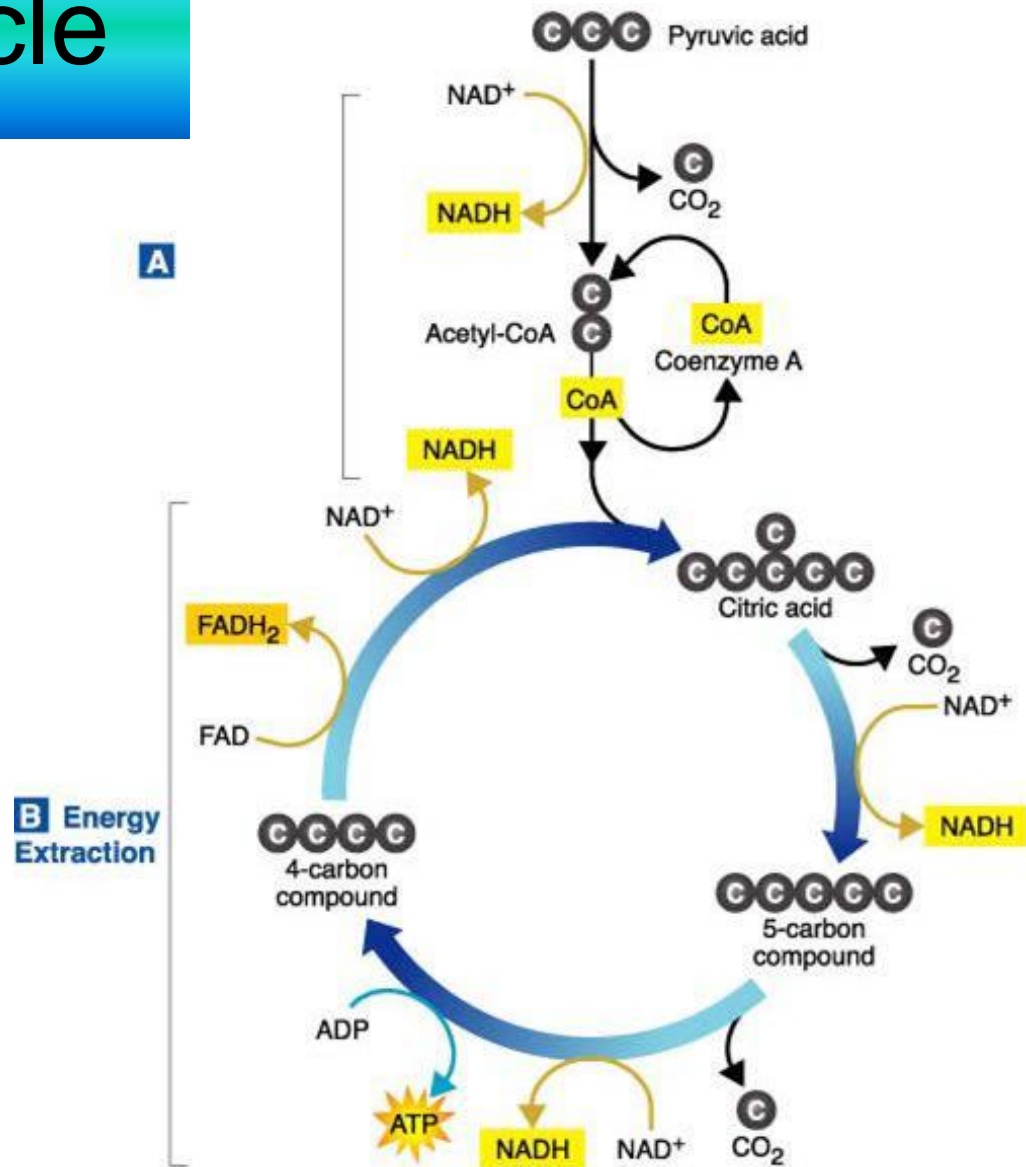 cle
C C C Pyruvic acid
NAD+
C
CO2
NADH
A
C
C
Acetyl-CoA
CoA
Coenzyme A
CoA
NADH
NAD+
C
C C C C C
Citric acid
FADH2
C
CO2
NAD+
FAD
NADH
B Energy
Extraction
C C C C
4-carbon
compound
C C C C C
5-carbon
compound
ADP
ATP
NADH
NAD+
C
CO2